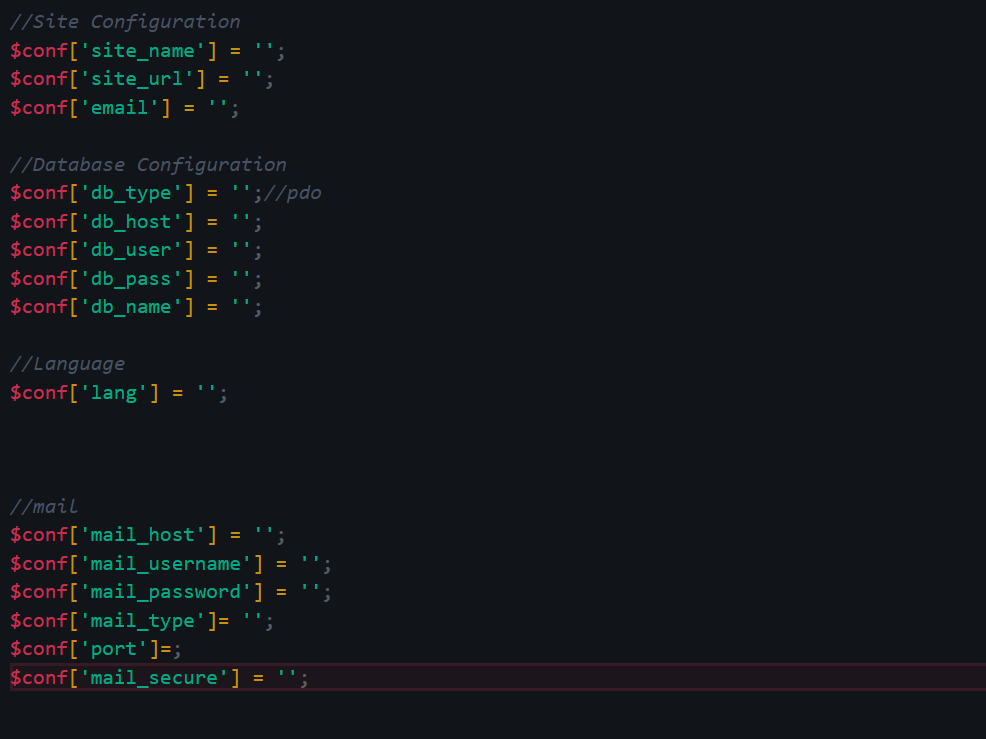 //Site Configuration
$conf['site_name'] = '';
$conf['site_url'] = '';
$conf['email'] = '';
//Database Configuration
$conf['db_type'] = '';//pdo
$conf['db_host'] = '';
$conf['db_user'] = '';
$conf['db_pass'] = '';
$conf['db_name'] = '';
//Language
$conf['lang'] = '';
//mail
$conf['mail_host'] = '';
$conf['mail_username'] = '';
$conf['mail_password'] = '';
$conf['mail_type']= '';
$conf['port']=;
$conf['mail_secure'] = '';